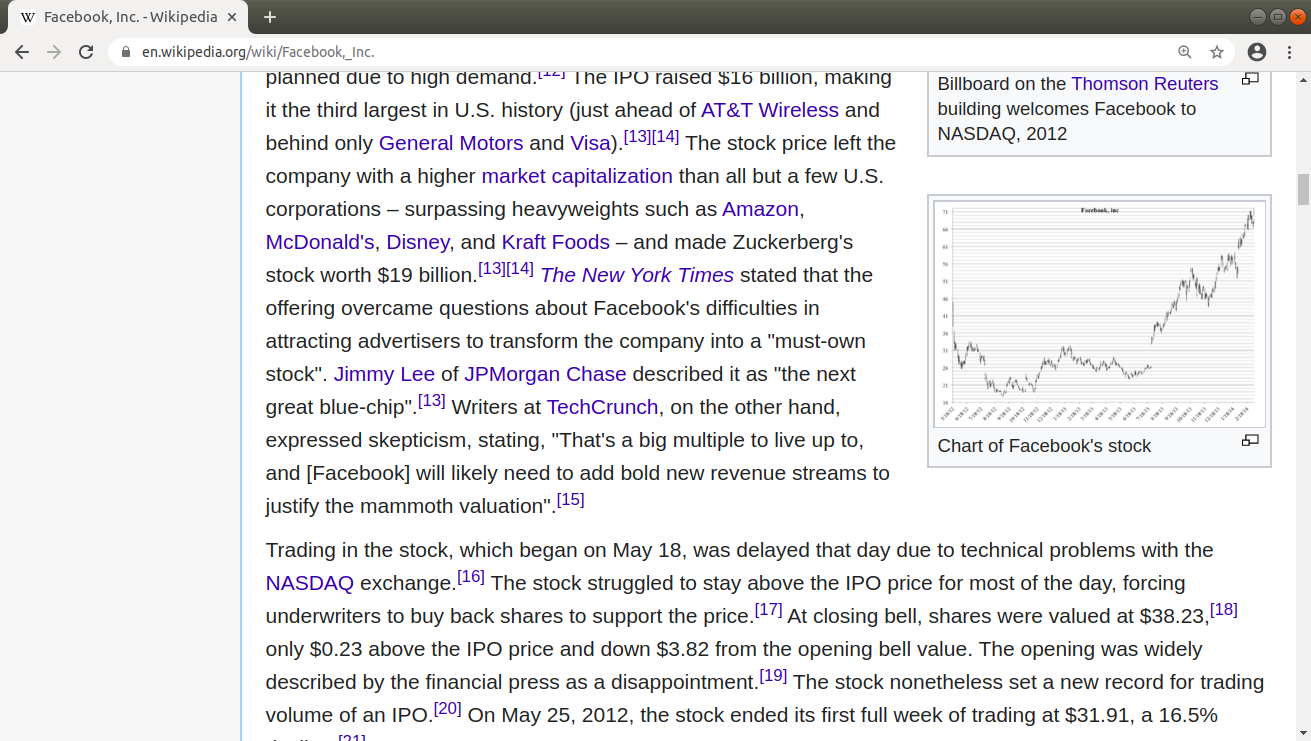 Facebook, Inc. - Wikipedia
en.wikipedia.org/wiki/Facebook,_Inc.
planned due to high demand.[12] The IPO raised $16 billion, making
it the third largest in U.S. history (just ahead of AT&T Wireless and
behind only General Motors and Visa).[13][14] The stock price left the
company with a higher market capitalization than all but a few U.S.
corporations – surpassing heavyweights such as Amazon,
McDonald's, Disney, and Kraft Foods – and made Zuckerberg's
stock worth $19 billion.[13][14] The New York Times stated that the
offering overcame questions about Facebook's difficulties in
attracting advertisers to transform the company into a "must-own
stock". Jimmy Lee of JPMorgan Chase described it as "the next
great blue-chip".[13] Writers at TechCrunch, on the other hand,
expressed skepticism, stating, "That's a big multiple to live up to,
and [Facebook] will likely need to add bold new revenue streams to
justify the mammoth valuation".[15]
Billboard on the Thomson Reuters
building welcomes Facebook to
NASDAQ, 2012
Facebook, inc
71
66
61
56
51
46
41
36
31
26
21
16
Chart of Facebook's stock
Trading in the stock, which began on May 18, was delayed that day due to technical problems with the
NASDAQ exchange.[16] The stock struggled to stay above the IPO price for most of the day, forcing
underwriters to buy back shares to support the price.[17] At closing bell, shares were valued at $38.23,[18]
only $0.23 above the IPO price and down $3.82 from the opening bell value. The opening was widely
described by the financial press as a disappointment.[19] The stock nonetheless set a new record for trading
volume of an IPO.[20] On May 25, 2012, the stock ended its first full week of trading at $31.91, a 16.5%
[21]